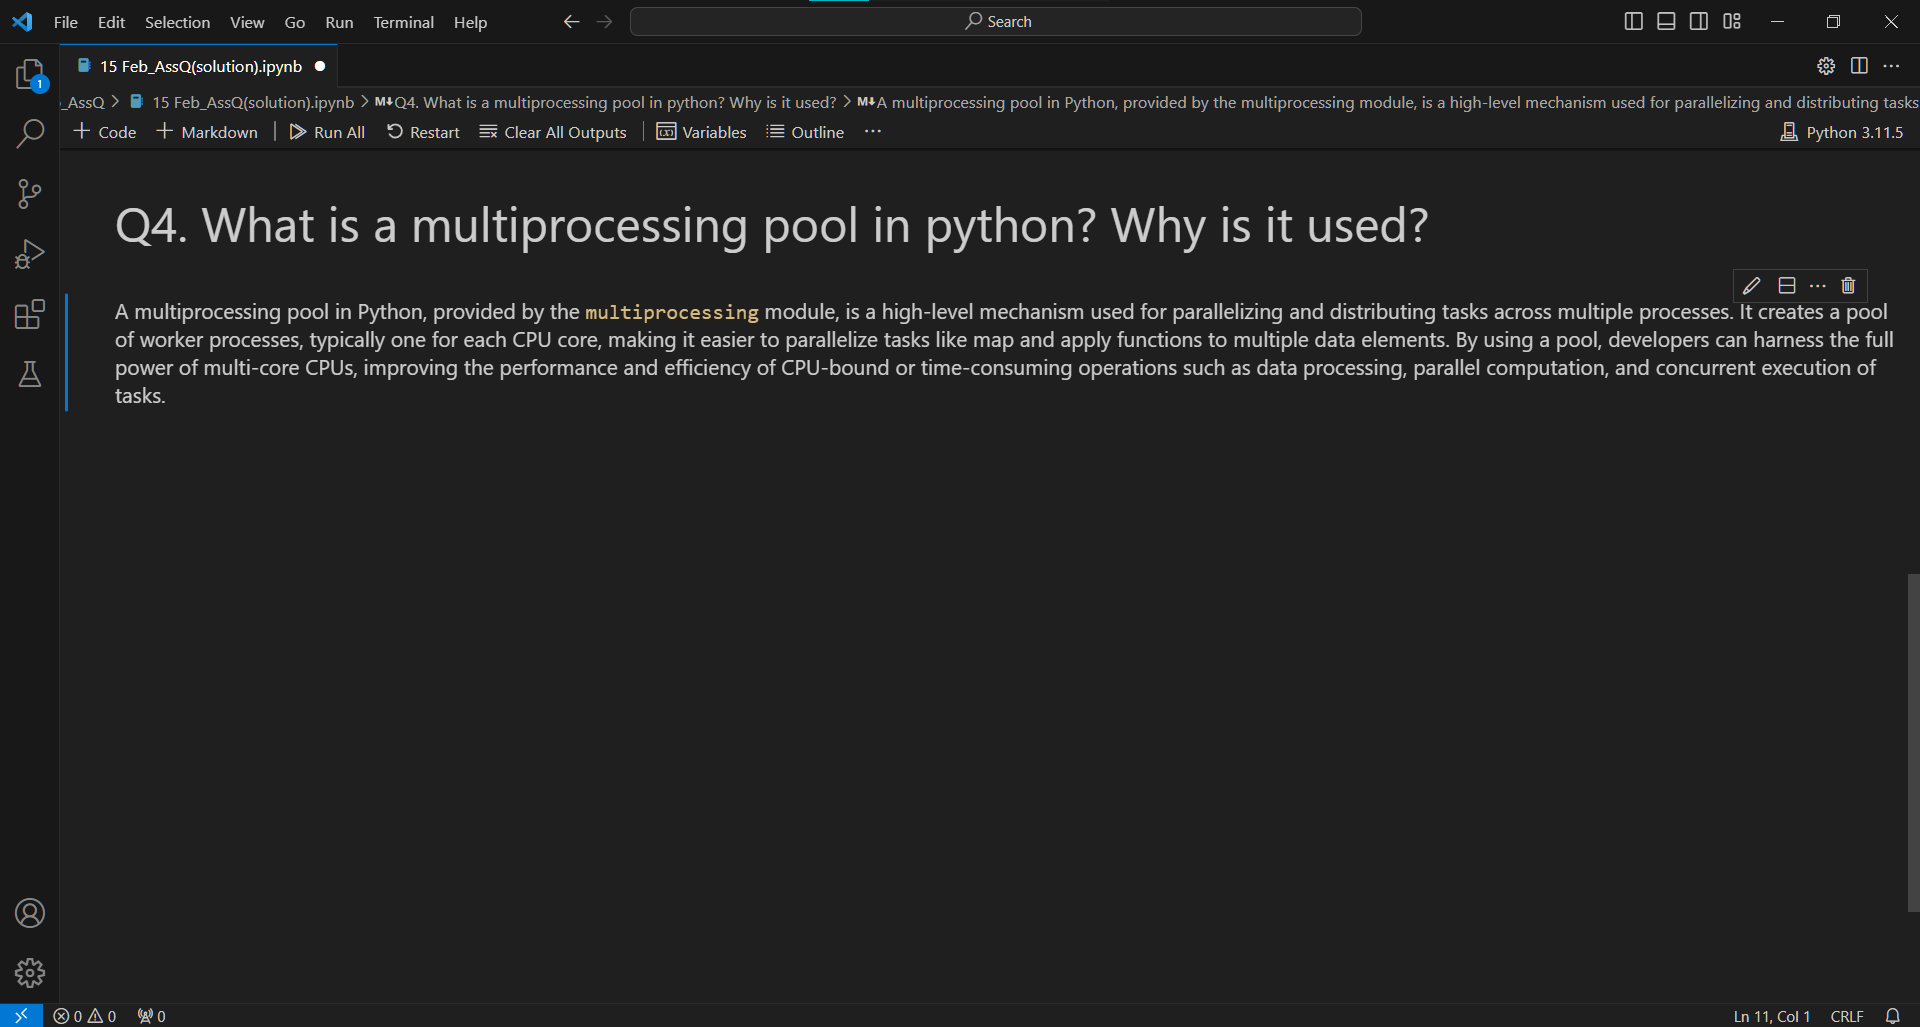 File Edit Selection View Go Run Terminal Help Search
15 Feb_AssQ(solution).ipynb
1
_AssQ > 15 Feb_AssQ(solution).ipynb > M↓Q4. What is a multiprocessing pool in python? Why is it used? > M↓A multiprocessing pool in Python, provided by the multiprocessing module, is a high-level mechanism used for parallelizing and distributing tasks
+ Code + Markdown Run All Restart Clear All Outputs Variables Outline ··· Python 3.11.5
Q4. What is a multiprocessing pool in python? Why is it used?
A multiprocessing pool in Python, provided by the multiprocessing module, is a high-level mechanism used for parallelizing and distributing tasks across multiple processes. It creates a pool
of worker processes, typically one for each CPU core, making it easier to parallelize tasks like map and apply functions to multiple data elements. By using a pool, developers can harness the full
power of multi-core CPUs, improving the performance and efficiency of CPU-bound or time-consuming operations such as data processing, parallel computation, and concurrent execution of
tasks.
0 0 0 Ln 11, Col 1 CRLF